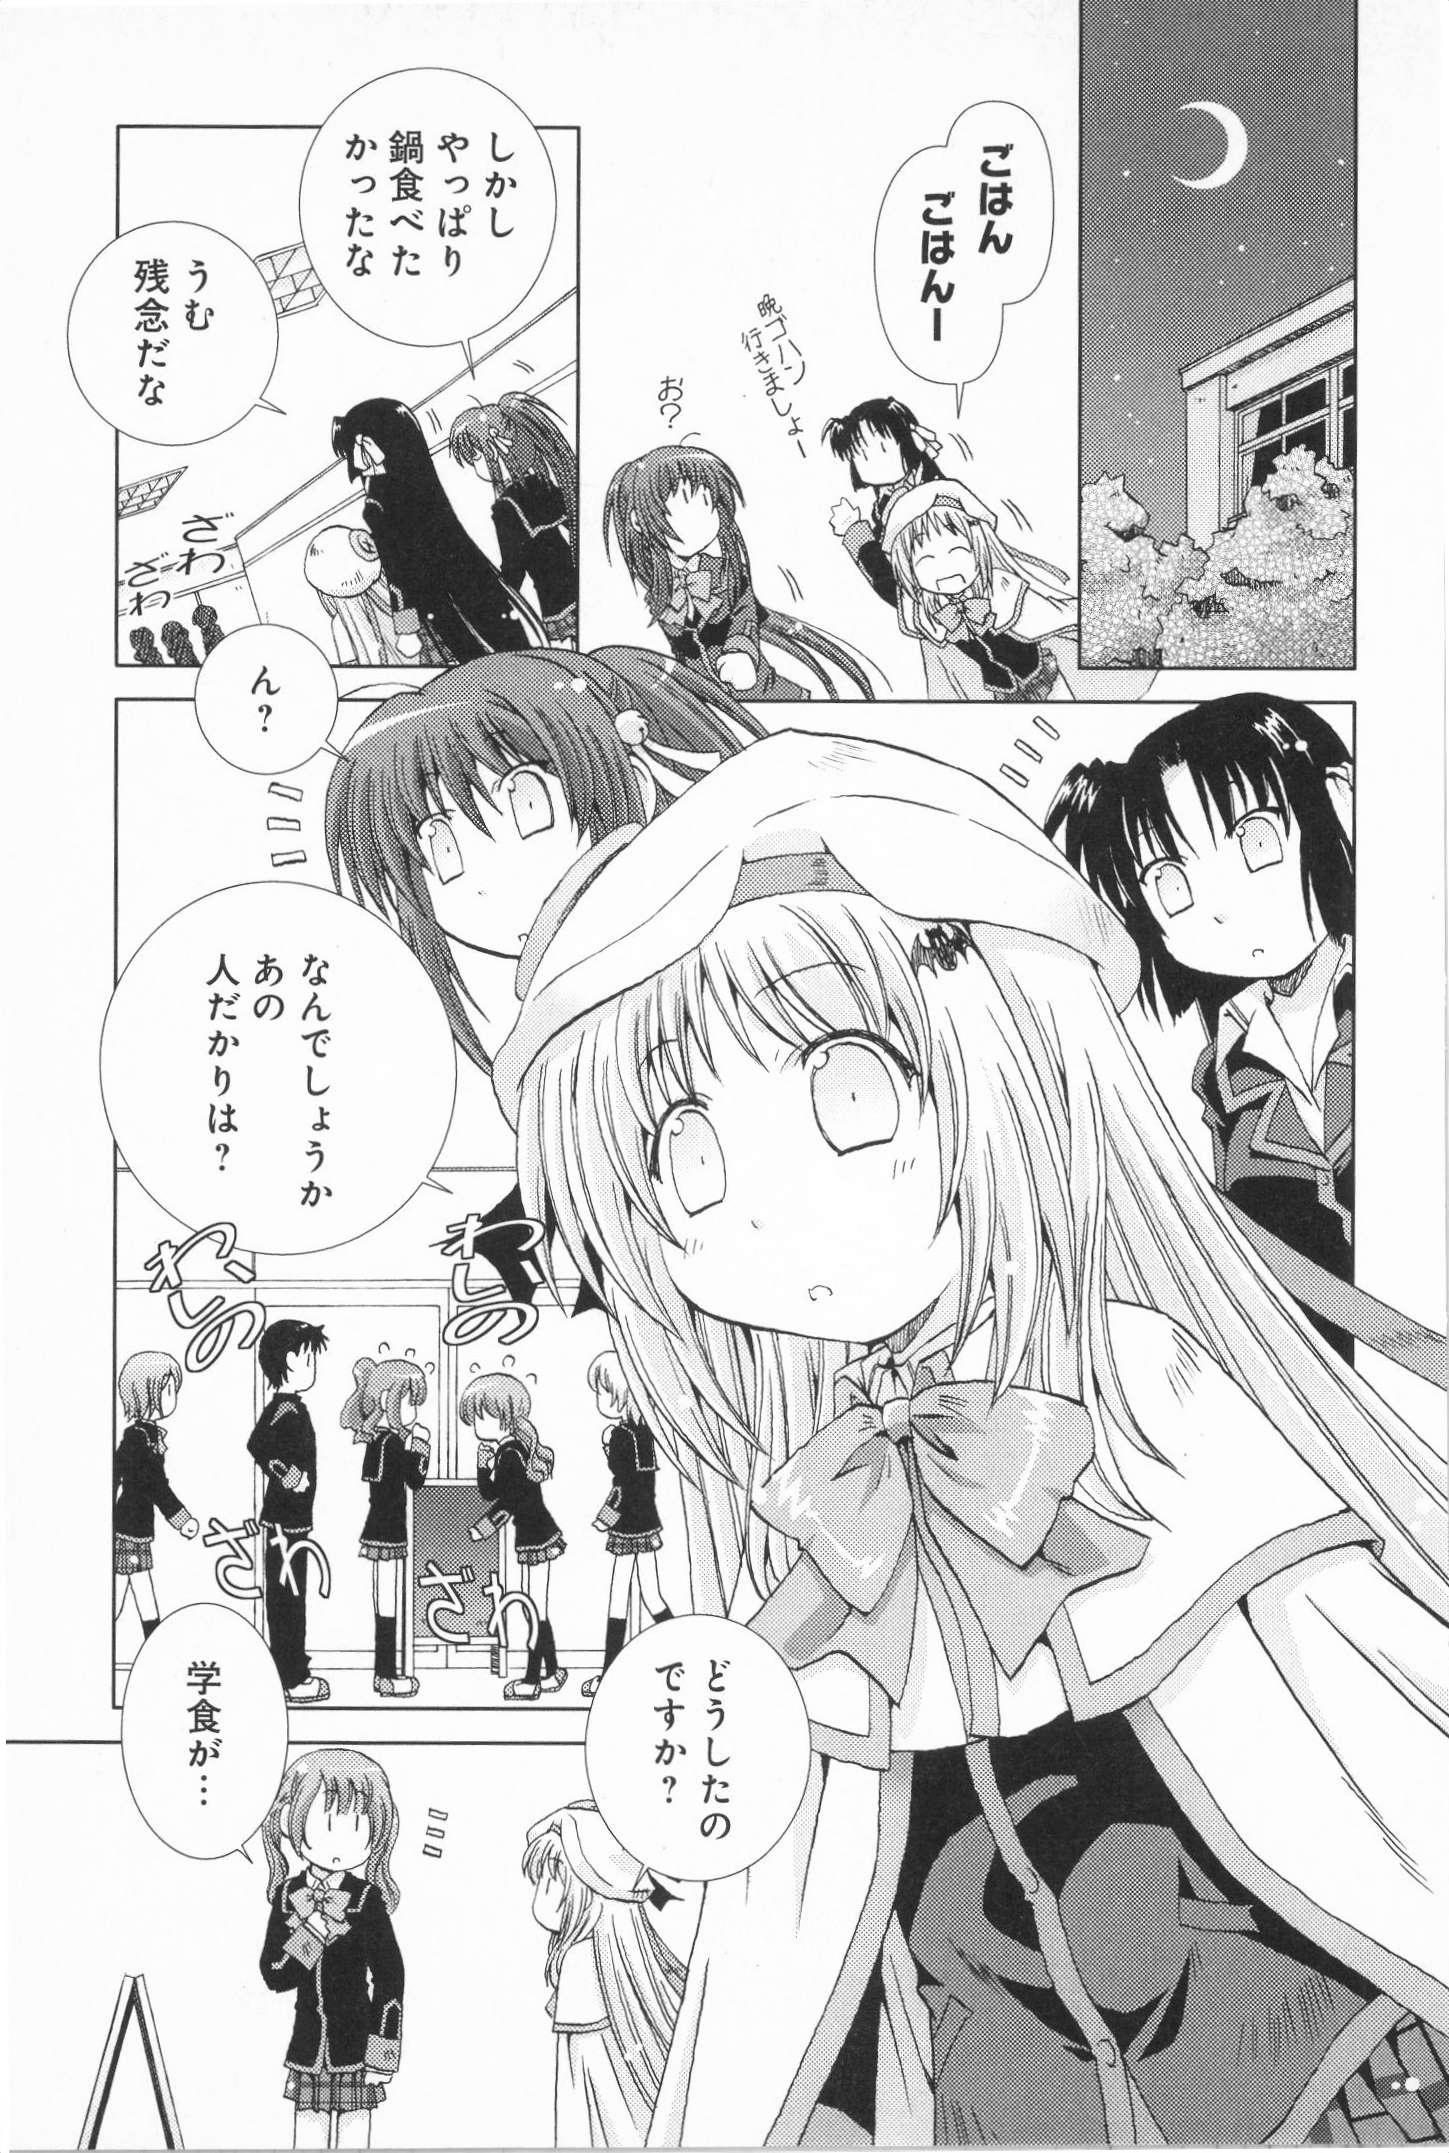 ごはん
ごはんー
晩ゴハン
行きましょー
お?
しかし
やっぱり
鍋食べた
かったな
うむ
残念だな
ざわ
ざわ
ん?
なんでしょうか
あの
人だかりは?
わい
わい
ざわ
ざわ
どうしたの
ですか?
学食が…